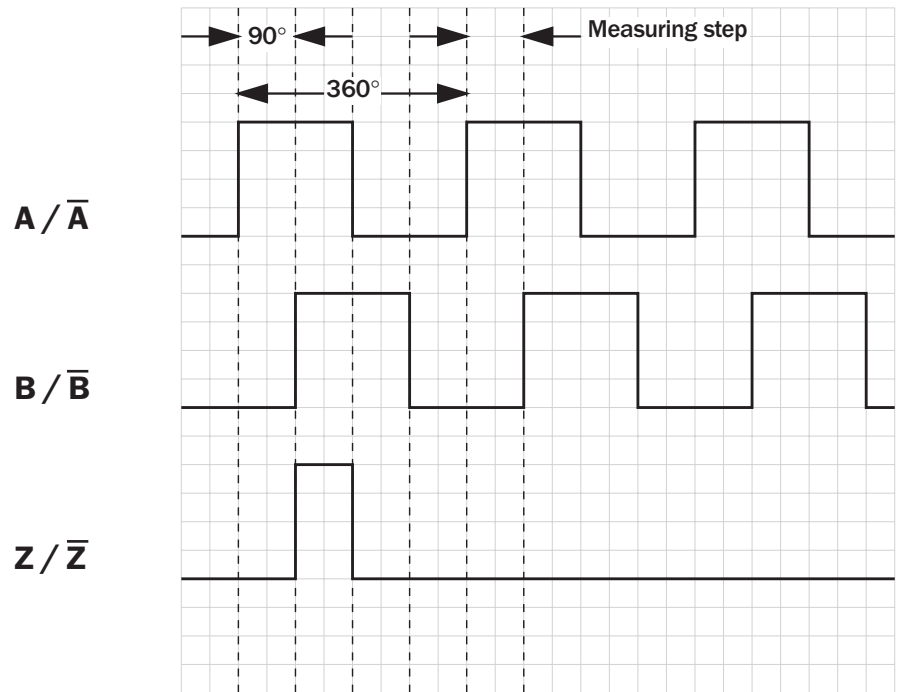 90°
Measuring step
360°
A / A̅
B / B̅
Z / Z̅